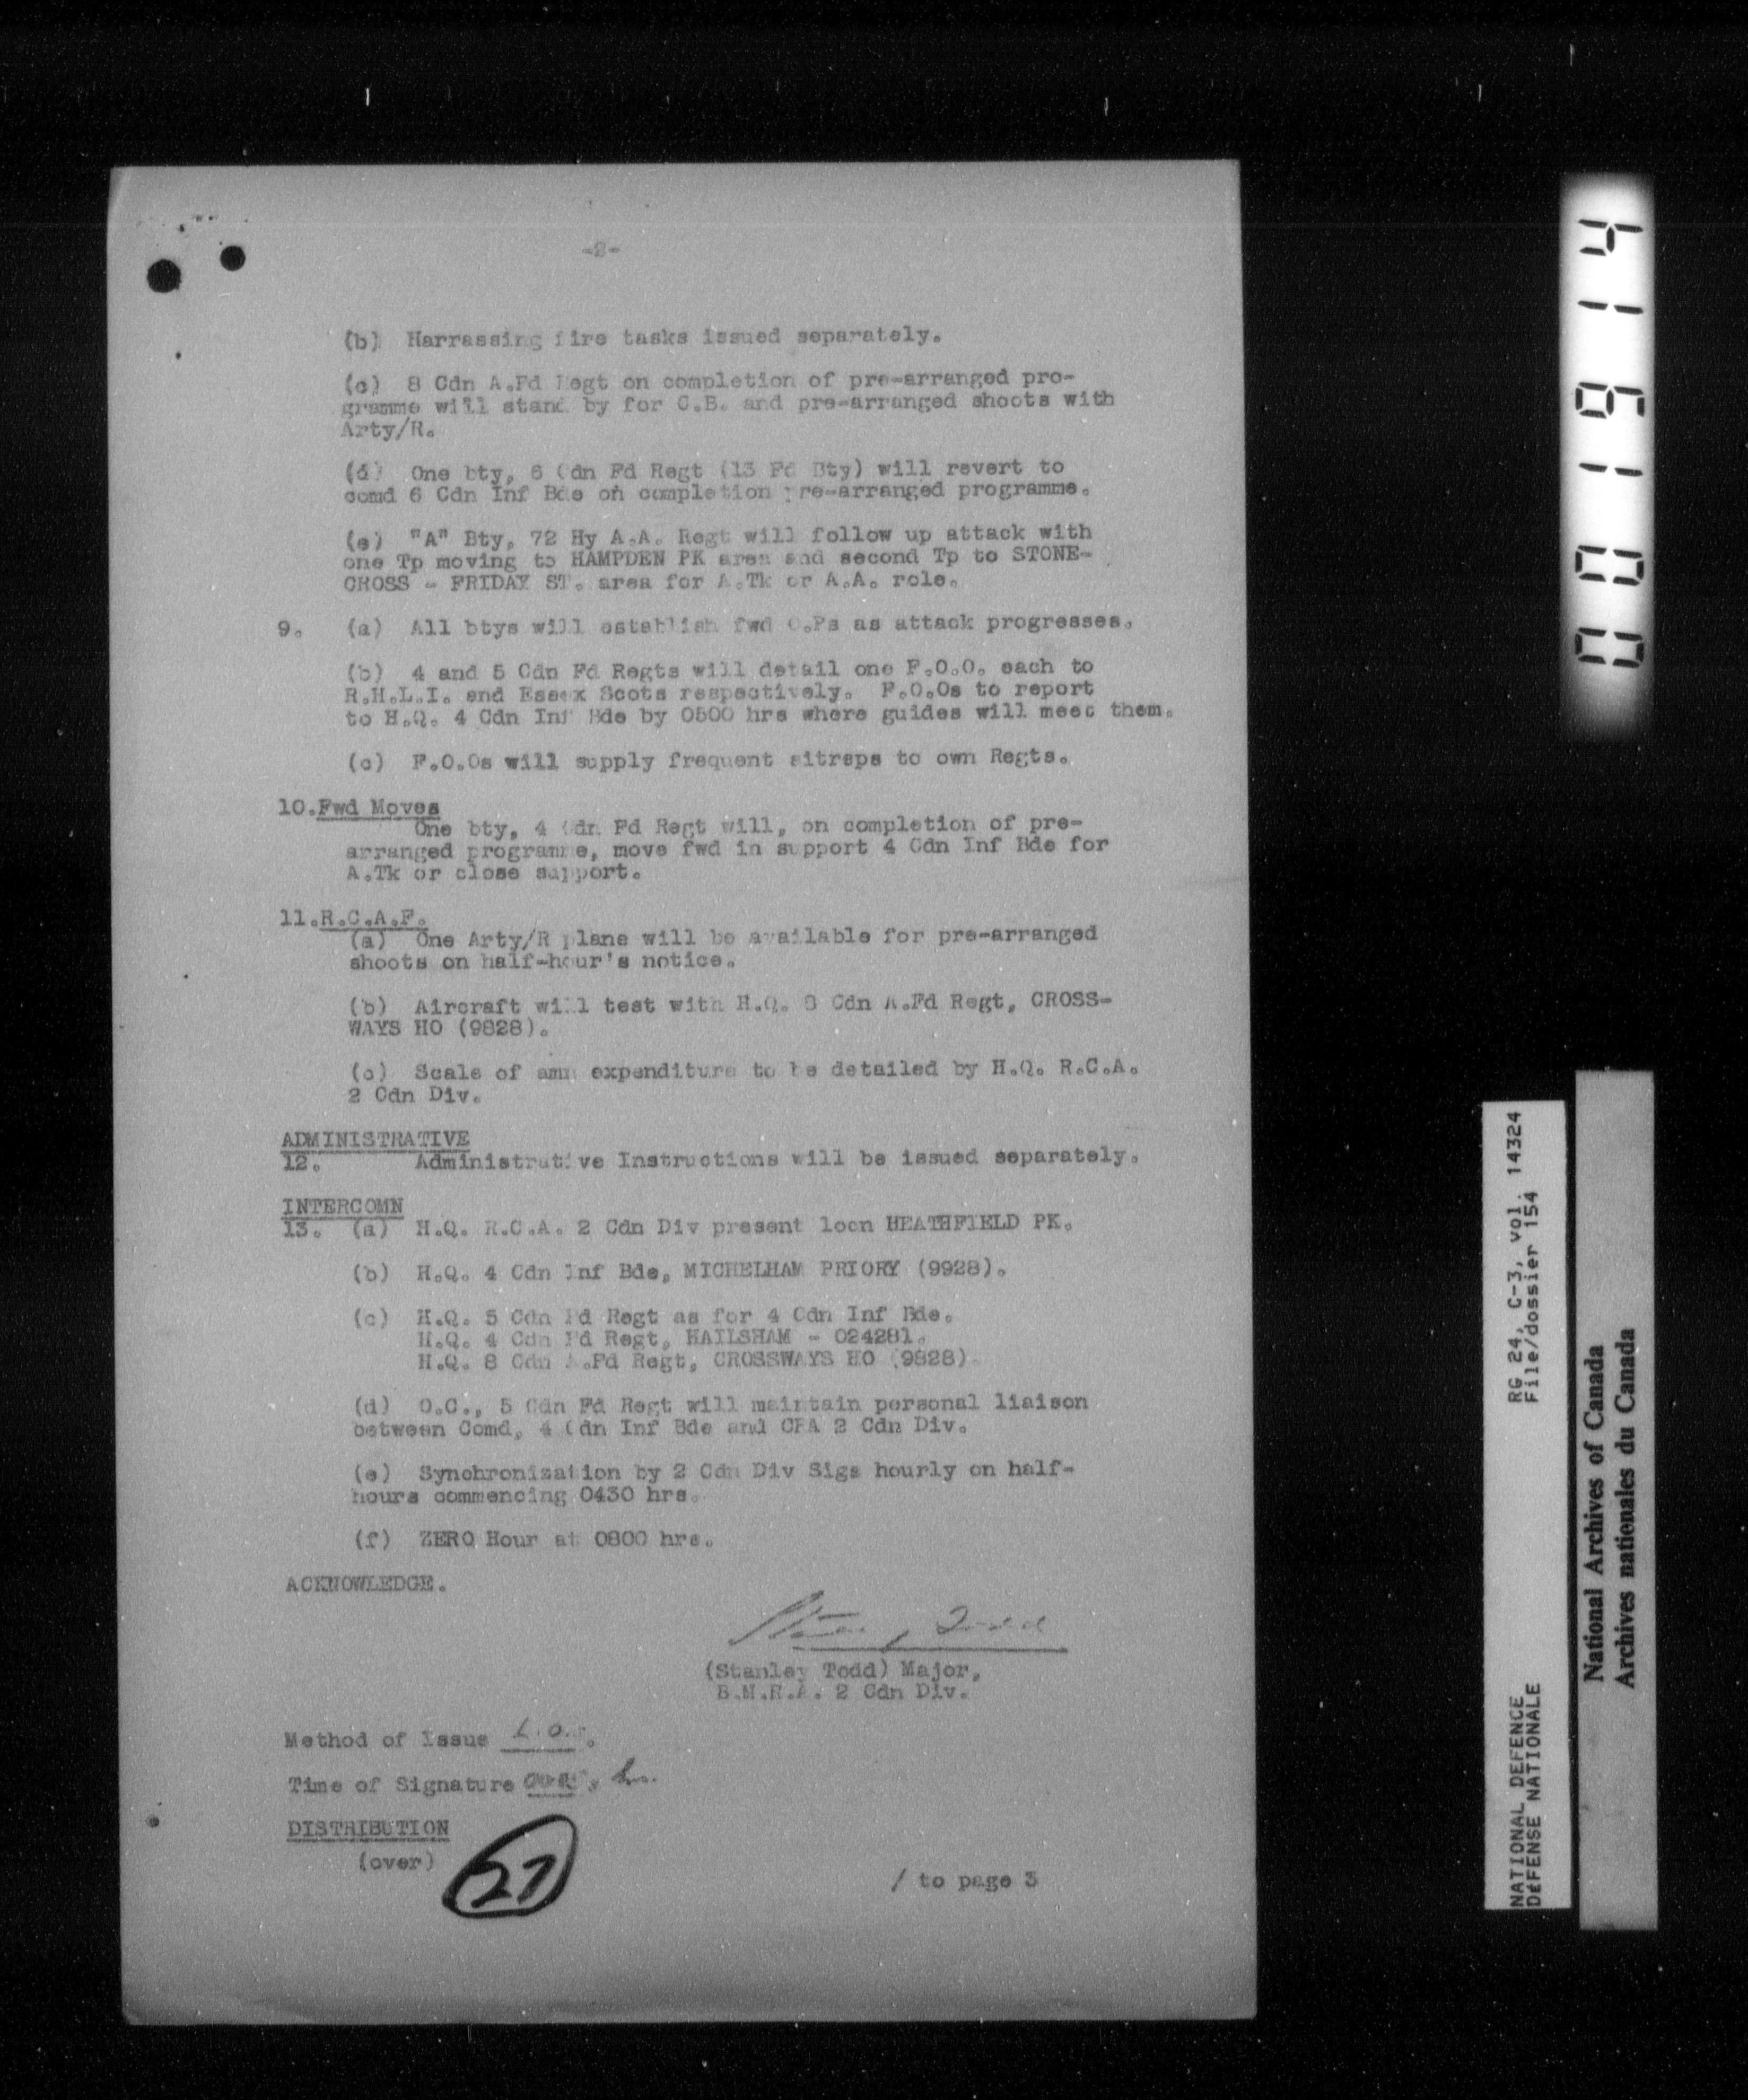 -2-
(b) Harrassing fire tasks issued separately.
(c) 8 Cdn A.Fd Regt on completion of pre-arranged pro-
gramme will stand by for C.B. and pre-arranged shoots with
Arty/R.
(d) One bty, 6 Cdn Fd Regt (13 Fd Bty) will revert to
comd 6 Cdn Inf Bde on completion pre-arranged programme.
(e) "A" Bty, 72 Hy A.A. Regt will follow up attack with
one Tp moving to HAMPDEN PK area and second Tp to STONE-
CROSS - FRIDAY ST. area for A.Tk or A.A. role.
9. (a) All btys will establish fwd O.Ps as attack progresses.
(b) 4 and 5 Cdn Fd Regts will detail one F.O.O. each to
R.H.L.I. and Essex Scots respectively. F.O.Os to report
to H.Q. 4 Cdn Inf Bde by 0500 hrs where guides will meet them.
(c) F.O.Os will supply frequent sitreps to own Regts.
10.Fwd Moves
One bty, 4 Cdn Fd Regt will, on completion of pre-
arranged programme, move fwd in support 4 Cdn Inf Bde for
A.Tk or close support.
11.R.C.A.F.
(a) One Arty/R plane will be available for pre-arranged
shoots on half-hour's notice.
(b) Aircraft will test with H.Q. 8 Cdn A.Fd Regt, CROSS-
WAYS HO (9828).
(c) Scale of amn expenditure to be detailed by H.Q. R.C.A.
2 Cdn Div.
ADMINISTRATIVE
12. Administrative Instructions will be issued separately.
INTERCOMN
13. (a) H.Q. R.C.A. 2 Cdn Div present locn HEATHFIELD PK.
(b) H.Q. 4 Cdn Inf Bde, MICHELHAM PRIORY (9928).
(c) H.Q. 5 Cdn Fd Regt as for 4 Cdn Inf Bde.
H.Q. 4 Cdn Fd Regt, HAILSHAM - 024281.
H.Q. 8 Cdn A.Fd Regt, CROSSWAYS HO (9828).
(d) O.C., 5 Cdn Fd Regt will maintain personal liaison
between Comd, 4 Cdn Inf Bde and CRA 2 Cdn Div.
(e) Synchronization by 2 Cdn Div Sigs hourly on half-
hours commencing 0430 hrs.
(f) ZERO Hour at 0800 hrs.
ACKNOWLEDGE.
Stanley Todd
(Stanley Todd) Major,
B.M.R.A. 2 Cdn Div.
Method of Issue L.O.
Time of Signature hrs.
DISTRIBUTION
(over)
27
/ to page 3
001914
RG 24, C-3, vol. 14324
File/dossier 154
NATIONAL DEFENCE
DÉFENSE NATIONALE
National Archives of Canada
Archives nationales du Canada